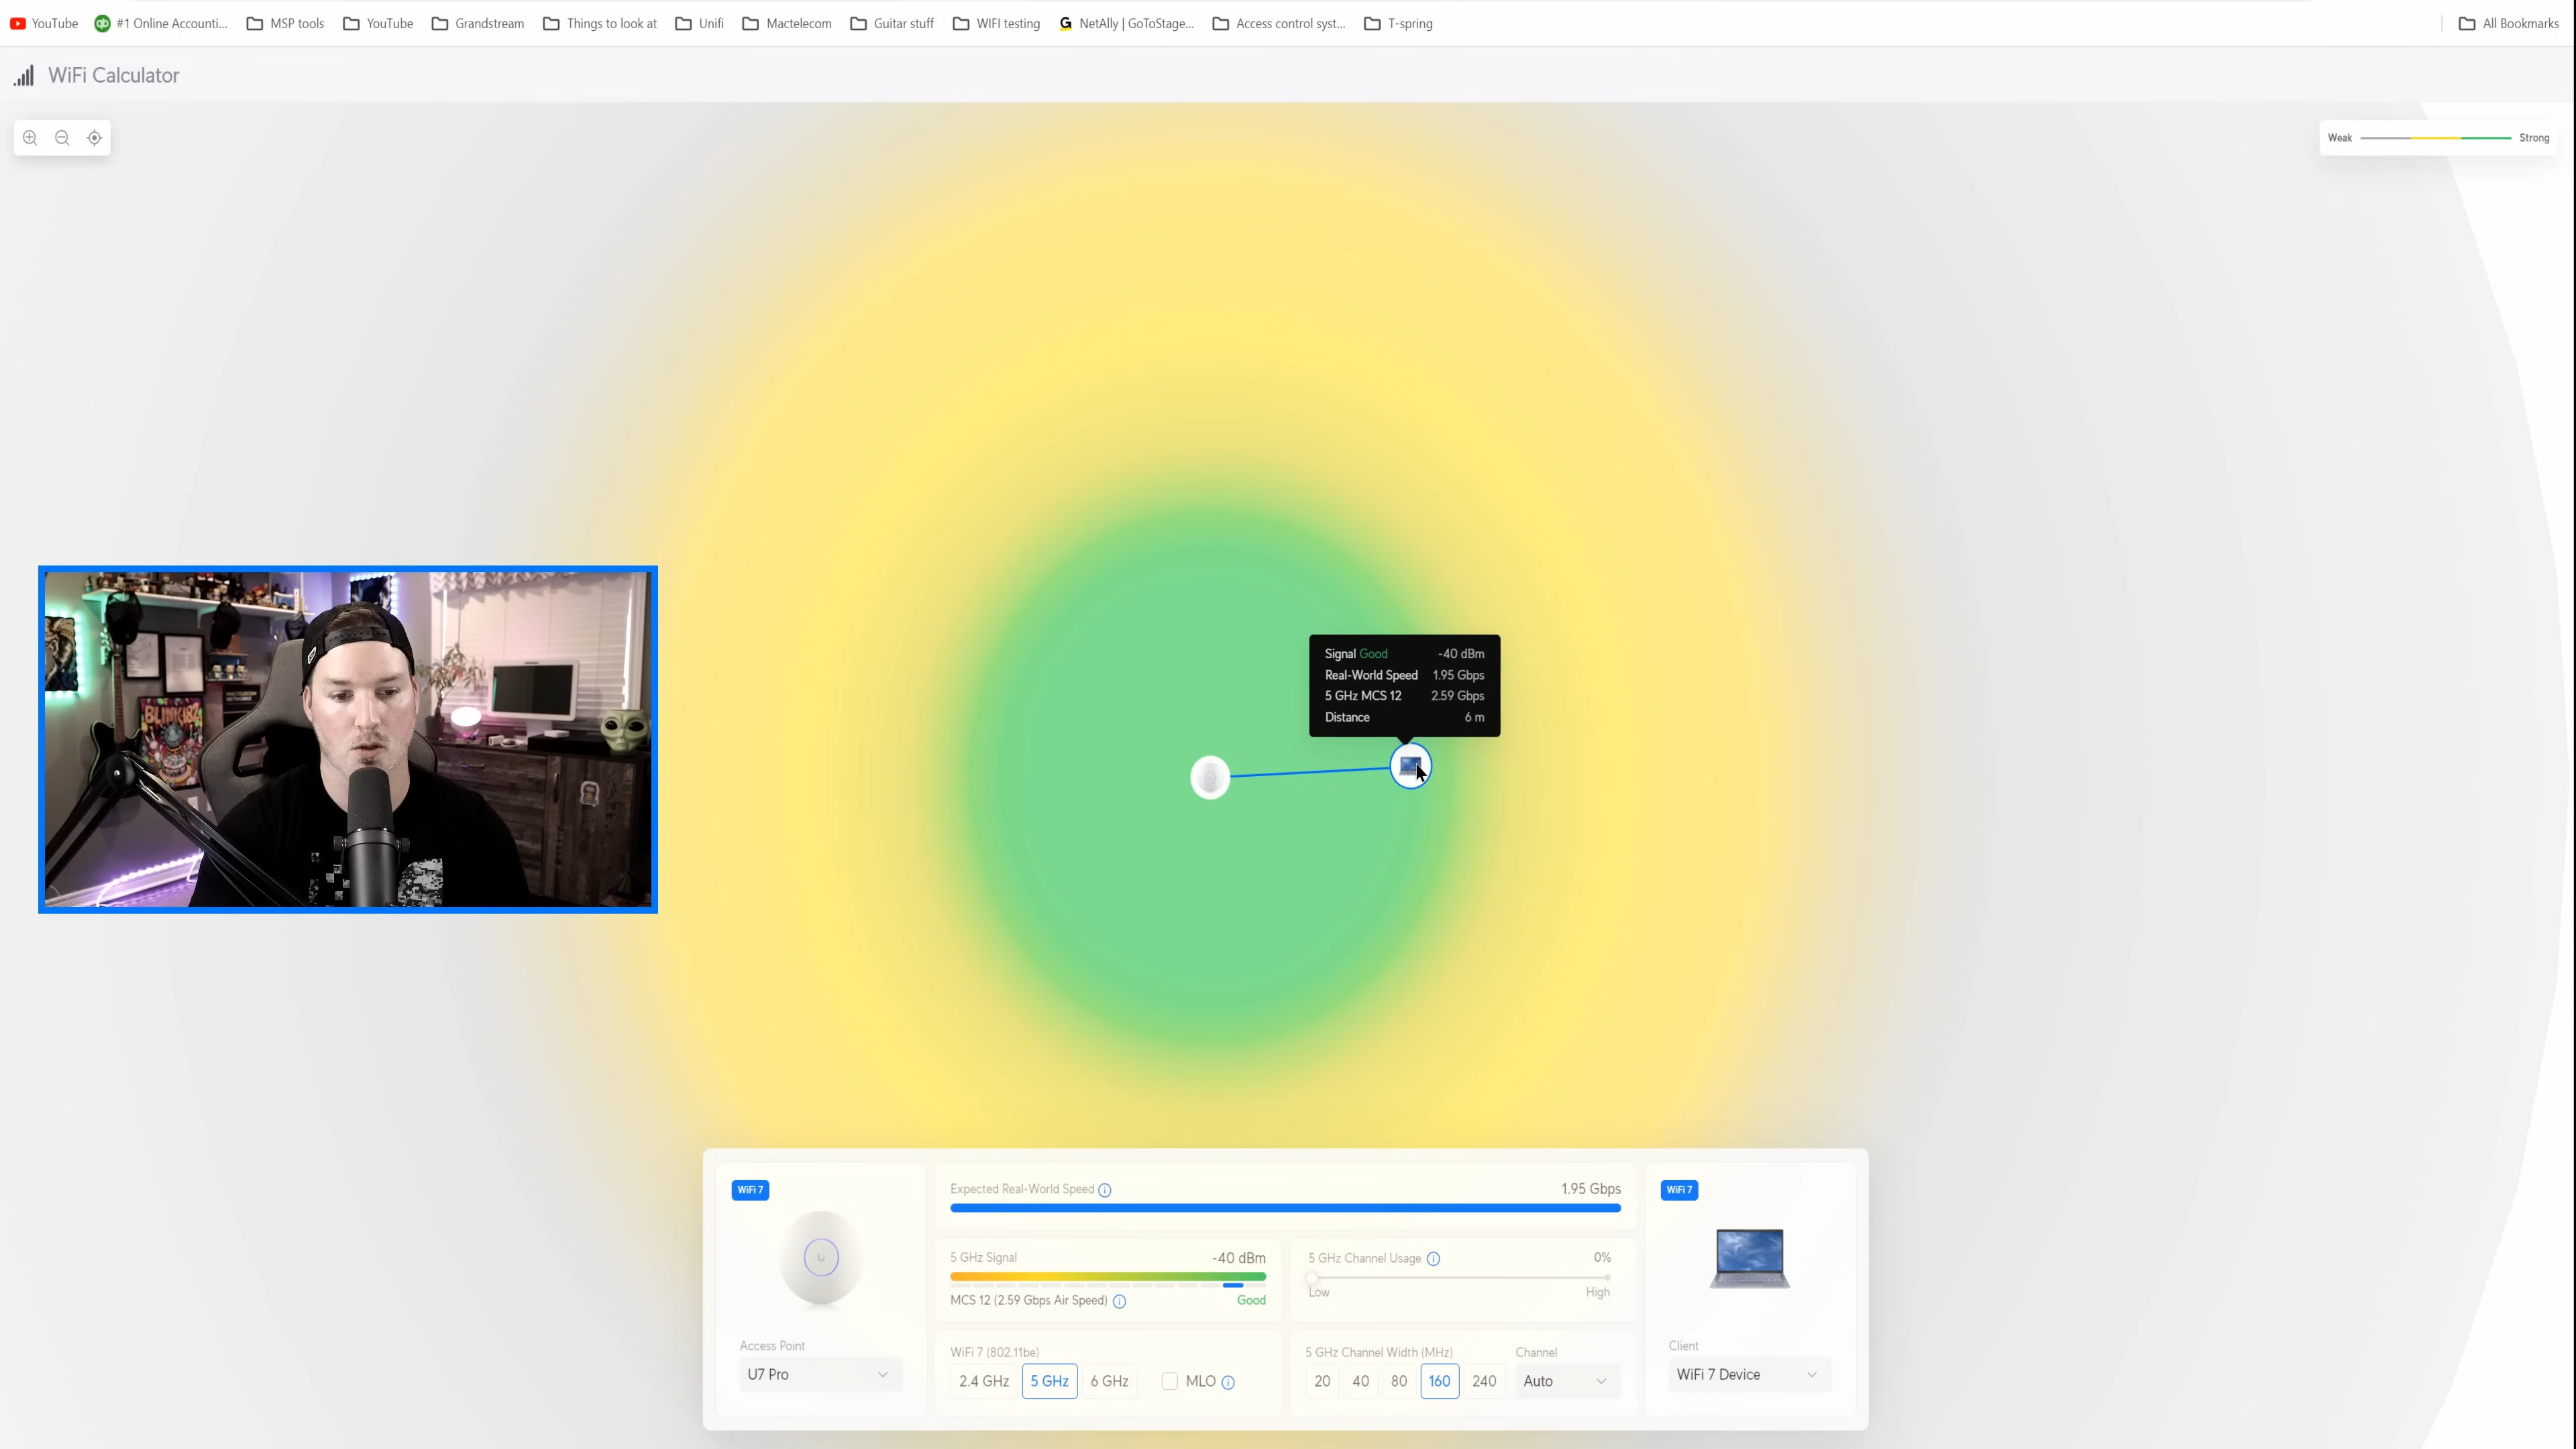 YouTube
#1 Online Accounti...
MSP tools
YouTube
Grandstream
Things to look at
Unifi
Mactelecom
Guitar stuff
WIFI testing
NetAlly | GoToStage...
Access control syst...
T-spring
All Bookmarks
WiFi Calculator
Weak
Strong
BLINK182
Signal Good -40 dBm
Real-World Speed 1.95 Gbps
5 GHz MCS 12 2.59 Gbps
Distance 6 m
WiFi 7
Access Point
U7 Pro
Expected Real-World Speed 1.95 Gbps
5 GHz Signal -40 dBm
MCS 12 (2.59 Gbps Air Speed) Good
5 GHz Channel Usage 0%
Low High
WiFi 7 (802.11be)
2.4 GHz 5 GHz 6 GHz MLO
5 GHz Channel Width (MHz) Channel
20 40 80 160 240 Auto
WiFi 7
Client
WiFi 7 Device